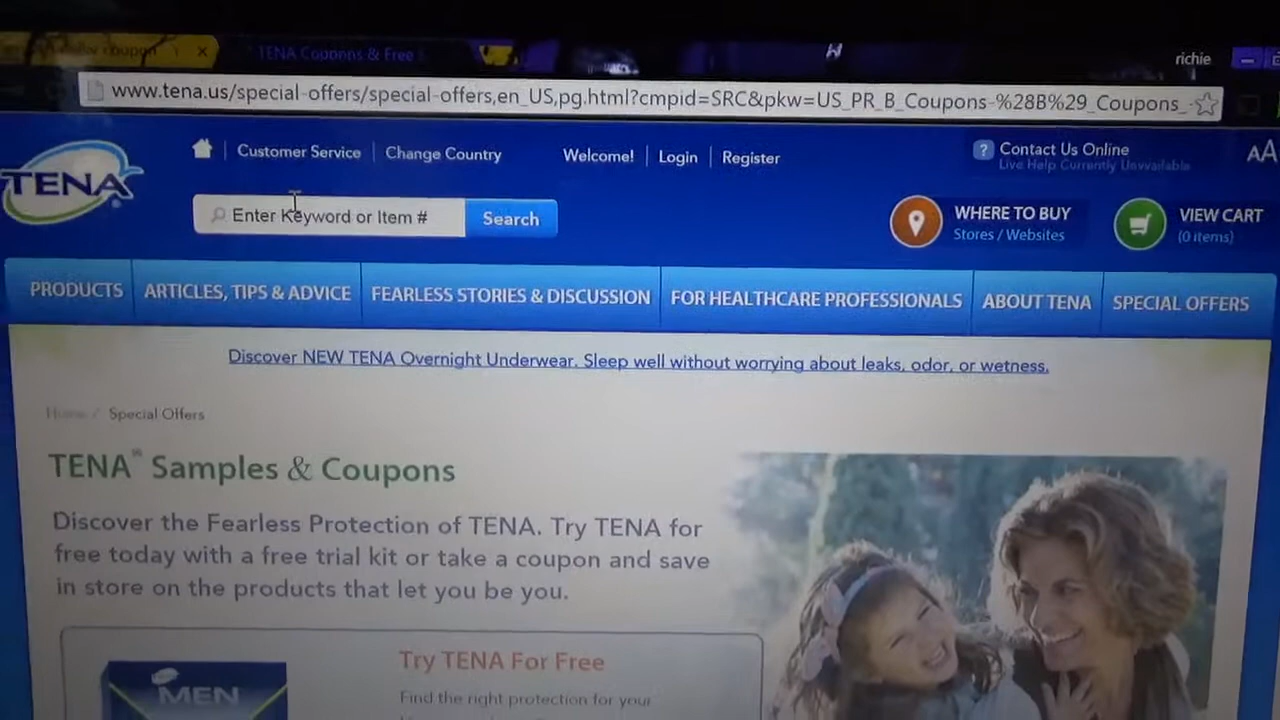 dollar coupon
TENA Coupons & Free
richie
www.tena.us/special-offers/special-offers,en_US,pg.html?cmpid=SRC&pkw=US_PR_B_Coupons-%28B%29_Coupons_-
Customer Service
Change Country
Welcome!
Login
Register
? Contact Us Online
Live Help Currently Unavailable
AA
TENA
Enter Keyword or Item #
Search
WHERE TO BUY
Stores / Websites
VIEW CART
(0 items)
PRODUCTS
ARTICLES, TIPS & ADVICE
FEARLESS STORIES & DISCUSSION
FOR HEALTHCARE PROFESSIONALS
ABOUT TENA
SPECIAL OFFERS
Discover NEW TENA Overnight Underwear. Sleep well without worrying about leaks, odor, or wetness.
Home / Special Offers
TENA® Samples & Coupons
Discover the Fearless Protection of TENA. Try TENA for
free today with a free trial kit or take a coupon and save
in store on the products that let you be you.
MEN
Try TENA For Free
Find the right protection for your